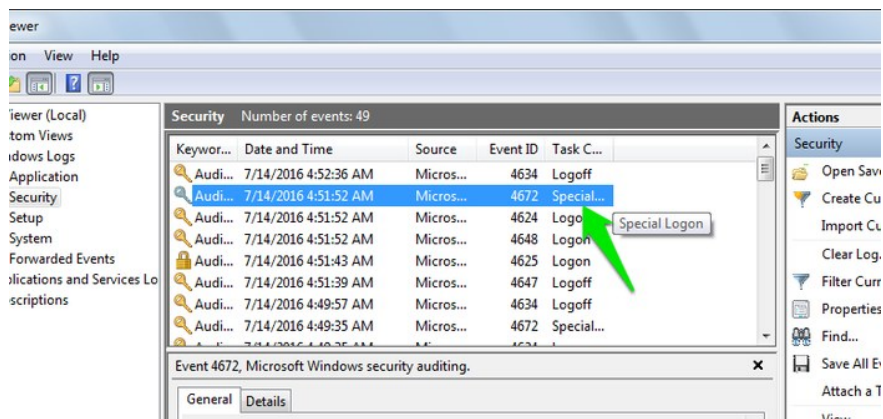 ewer
ion View Help
Viewer (Local)
tom Views
ndows Logs
Application
Security
Setup
System
Forwarded Events
plications and Services Lo
oscriptions
Security Number of events: 49
Keywor... Date and Time Source Event ID Task C...
Audi... 7/14/2016 4:52:36 AM Micros... 4634 Logoff
Audi... 7/14/2016 4:51:52 AM Micros... 4672 Special...
Audi... 7/14/2016 4:51:52 AM Micros... 4624 Logo
Special Logon
Audi... 7/14/2016 4:51:52 AM Micros... 4648 Logon
Audi... 7/14/2016 4:51:43 AM Micros... 4625 Logon
Audi... 7/14/2016 4:51:39 AM Micros... 4647 Logoff
Audi... 7/14/2016 4:49:57 AM Micros... 4634 Logoff
Audi... 7/14/2016 4:49:35 AM Micros... 4672 Special...
Event 4672, Microsoft Windows security auditing.
General Details
Actions
Security
Open Save
Create Cu
Import Cu
Clear Log.
Filter Curr
Properties
Find...
Save All E
Attach a T